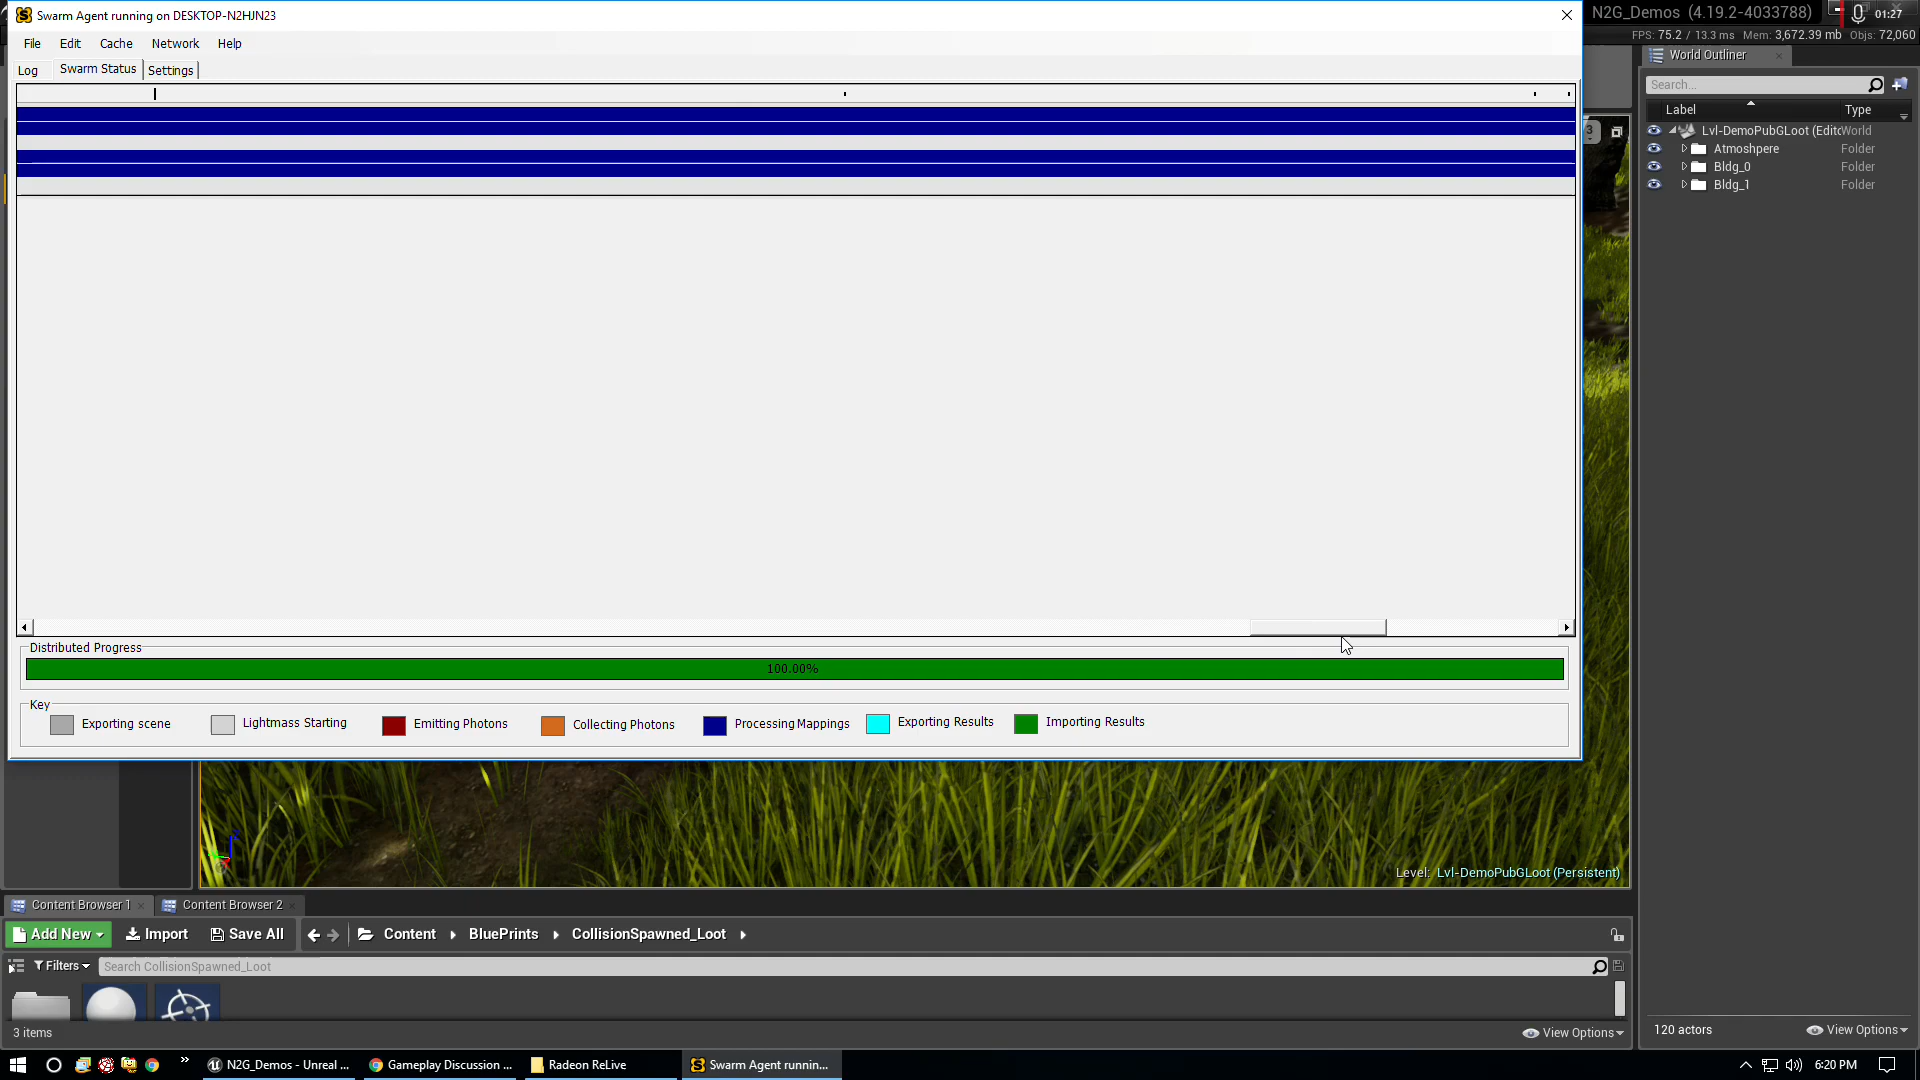 Swarm Agent running on DESKTOP-N2HJN23
N2G_Demos (4.19.2-4033788)
01:27
File Edit Cache Network Help
FPS: 75.2 / 13.3 ms Mem: 3,672.39 mb Objs: 72,060
Log Swarm Status Settings
World Outliner
Search...
Label Type
Lvl-DemoPubGLoot (Edito World
Atmoshpere Folder
Bldg_0 Folder
Bldg_1 Folder
3
Distributed Progress
100.00%
Key
Exporting scene Lightmass Starting Emitting Photons Collecting Photons Processing Mappings Exporting Results Importing Results
Level: Lvl-DemoPubGLoot (Persistent)
Content Browser 1 Content Browser 2
Add New Import Save All Content BluePrints CollisionSpawned_Loot
Filters Search CollisionSpawned_Loot
3 items
View Options
120 actors
View Options
N2G_Demos - Unreal ... Gameplay Discussion ... Radeon ReLive Swarm Agent runnin... 6:20 PM